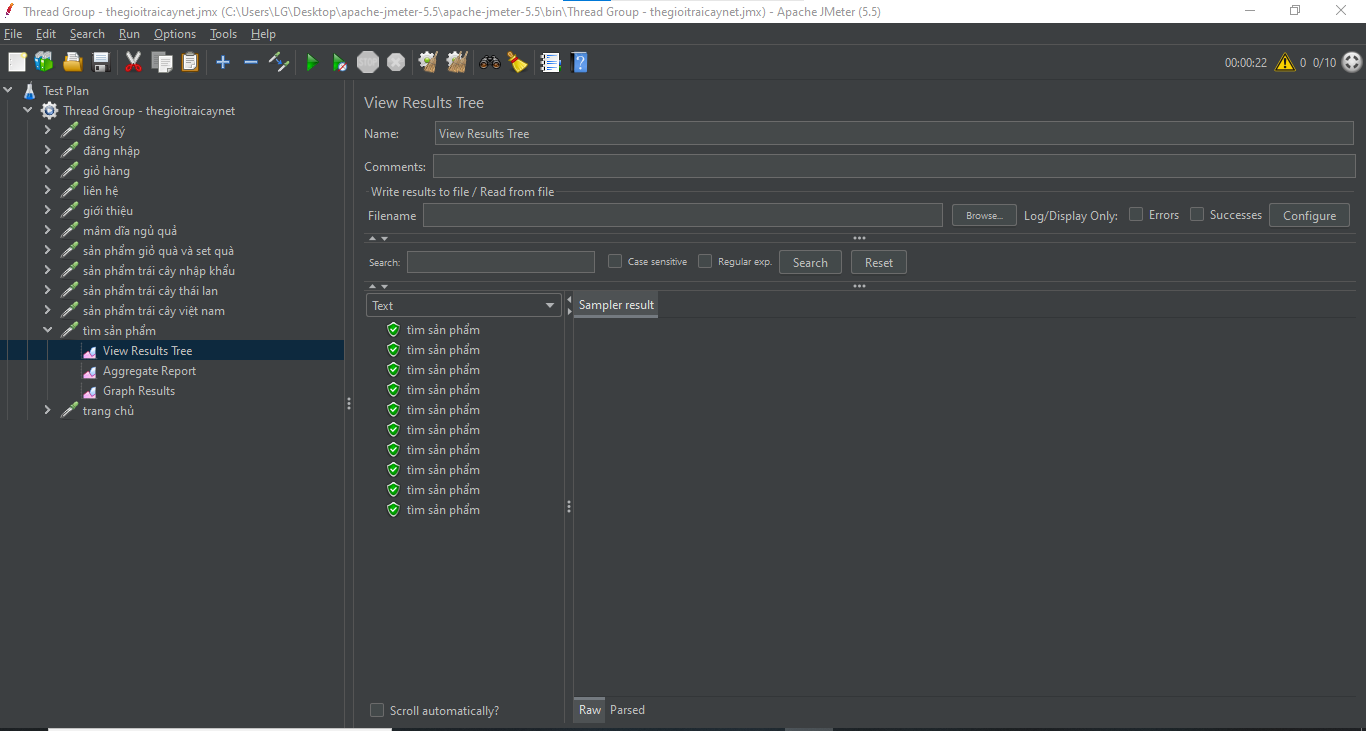 Thread Group - thegioitraicaynet.jmx (C:\Users\LG\Desktop\apache-jmeter-5.5\apache-jmeter-5.5\bin\Thread Group - thegioitraicaynet.jmx) - Apache JMeter (5.5)
File Edit Search Run Options Tools Help
STOP 00:00:22 0 0/10
Test Plan
Thread Group - thegioitraicaynet
đăng ký
đăng nhập
giỏ hàng
liên hệ
giới thiệu
mâm dĩa ngủ quả
sản phẩm giỏ quà và set quà
sản phẩm trái cây nhập khẩu
sản phẩm trái cây thái lan
sản phẩm trái cây việt nam
tìm sản phẩm
View Results Tree
Aggregate Report
Graph Results
trang chủ
View Results Tree
Name: View Results Tree
Comments:
Write results to file / Read from file
Filename Browse... Log/Display Only: Errors Successes Configure
Search: Case sensitive Regular exp. Search Reset
Text
Sampler result
tìm sản phẩm
tìm sản phẩm
tìm sản phẩm
tìm sản phẩm
tìm sản phẩm
tìm sản phẩm
tìm sản phẩm
tìm sản phẩm
tìm sản phẩm
tìm sản phẩm
Scroll automatically?
Raw Parsed